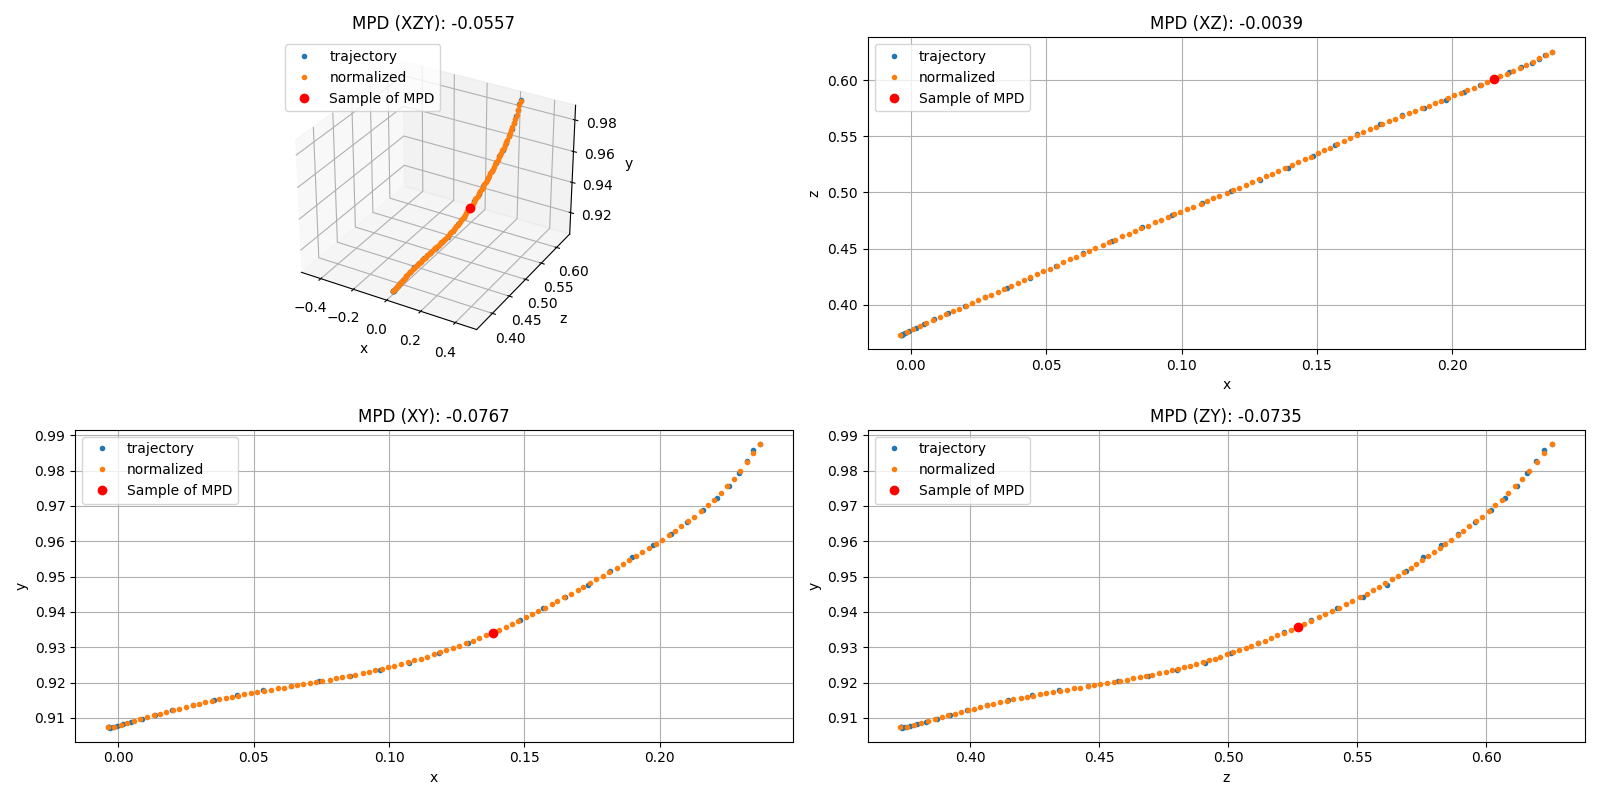 MPD (XZY): -0.0557
trajectory
normalized
Sample of MPD
0.98
0.96
0.94
0.92
y
−0.4
−0.2
0.0
0.2
0.4
x
0.40
0.45
0.50
0.55
0.60
z
MPD (XZ): -0.0039
trajectory
normalized
Sample of MPD
0.60
0.55
0.50
0.45
0.40
z
0.00 0.05 0.10 0.15 0.20
x
MPD (XY): -0.0767
trajectory
normalized
Sample of MPD
0.99
0.98
0.97
0.96
0.95
0.94
0.93
0.92
0.91
y
0.00 0.05 0.10 0.15 0.20
x
MPD (ZY): -0.0735
trajectory
normalized
Sample of MPD
0.99
0.98
0.97
0.96
0.95
0.94
0.93
0.92
0.91
y
0.40 0.45 0.50 0.55 0.60
z